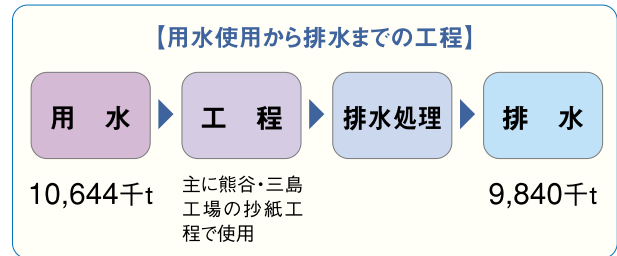 【用水使用から排水までの工程】
用 水
工 程
排水処理
排 水
10,644千t
主に熊谷・三島
工場の抄紙工
程で使用
9,840千t